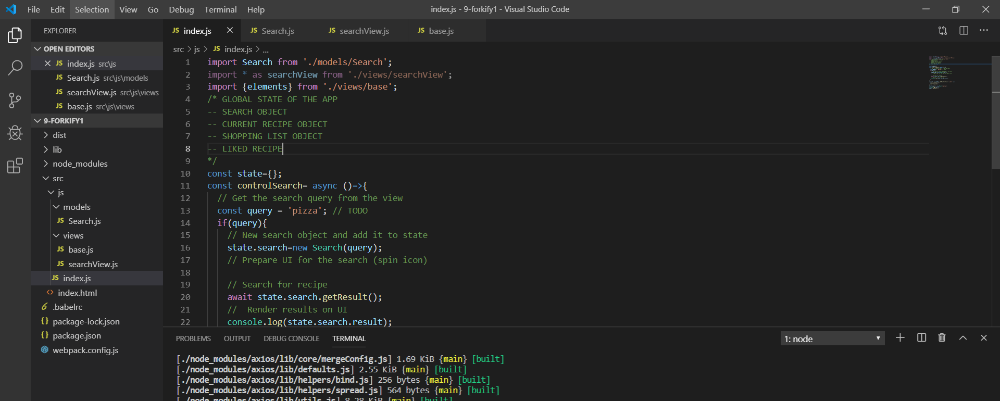 File Edit Selection View Go Debug Terminal Help
index.js - 9-forkify1 - Visual Studio Code
EXPLORER
OPEN EDITORS
JS index.js src\js
JS Search.js src\js\models
JS searchView.js src\js\views
JS base.js src\js\views
9-FORKIFY1
dist
lib
node_modules
src
js
models
JS Search.js
views
JS base.js
JS searchView.js
JS index.js
<> index.html
.babelrc
{} package-lock.json
{} package.json
webpack.config.js
JS index.js JS Search.js JS searchView.js JS base.js
src > js > JS index.js > ...
1 import Search from './models/Search';
2 import * as searchView from './views/searchView';
3 import {elements} from './views/base';
4 /* GLOBAL STATE OF THE APP
5 -- SEARCH OBJECT
6 -- CURRENT RECIPE OBJECT
7 -- SHOPPING LIST OBJECT
8 -- LIKED RECIPE
9 */
10 const state={};
11 const controlSearch= async ()=>{
12 // Get the search query from the view
13 const query = 'pizza'; // TODO
14 if(query){
15 // New search object and add it to state
16 state.search=new Search(query);
17 // Prepare UI for the search (spin icon)
18
19 // Search for recipe
20 await state.search.getResult();
21 //  Render results on UI
22 console.log(state.search.result);
PROBLEMS OUTPUT DEBUG CONSOLE TERMINAL
1: node
[./node_modules/axios/lib/core/mergeConfig.js] 1.69 KiB {main} [built]
[./node_modules/axios/lib/defaults.js] 2.55 KiB {main} [built]
[./node_modules/axios/lib/helpers/bind.js] 256 bytes {main} [built]
[./node_modules/axios/lib/helpers/spread.js] 564 bytes {main} [built]
[./node_modules/axios/lib/utils.js] 8.28 KiB {main} [built]